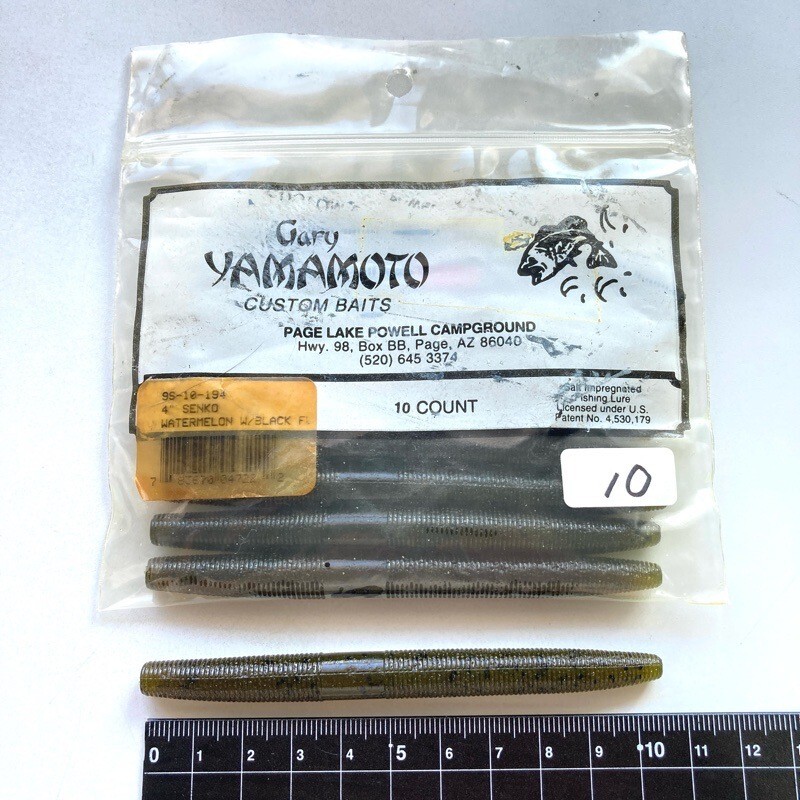 Gary
YAMAMOTO
CUSTOM BAITS
PAGE LAKE POWELL CAMPGROUND
Hwy. 98, Box BB, Page, AZ 86040
(520) 645 3374
9S-10-194
4" SENKO
WATERMELON W/BLACK FL
10 COUNT
Salt Impregnated
Fishing Lure
Licensed under U.S.
Patent No. 4,530,179
10
0 1 2 3 4 5 6 7 8 9 10 11 12